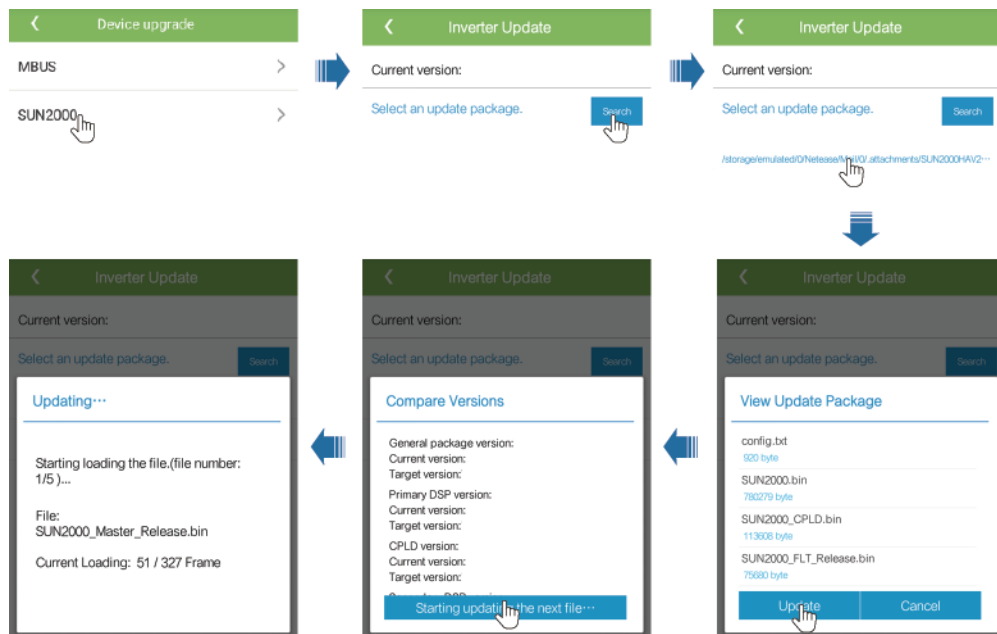 Device upgrade
MBUS
SUN2000
Inverter Update
Current version:
Select an update package.
Search
Inverter Update
Current version:
Select an update package.
Search
/storage/emulated/0/Netease/Mail/0/.attachments/SUN2000HAV2···
Inverter Update
Current version:
Select an update package.
Search
View Update Package
config.txt
920 byte
SUN2000.bin
780279 byte
SUN2000_CPLD.bin
113608 byte
SUN2000_FLT_Release.bin
75680 byte
Update
Cancel
Inverter Update
Current version:
Select an update package.
Search
Compare Versions
General package version:
Current version:
Target version:
Primary DSP version:
Current version:
Target version:
CPLD version:
Current version:
Target version:
Starting updating the next file···
Inverter Update
Current version:
Select an update package.
Search
Updating···
Starting loading the file.(file number:
1/5 )...
File:
SUN2000_Master_Release.bin
Current Loading: 51 / 327 Frame